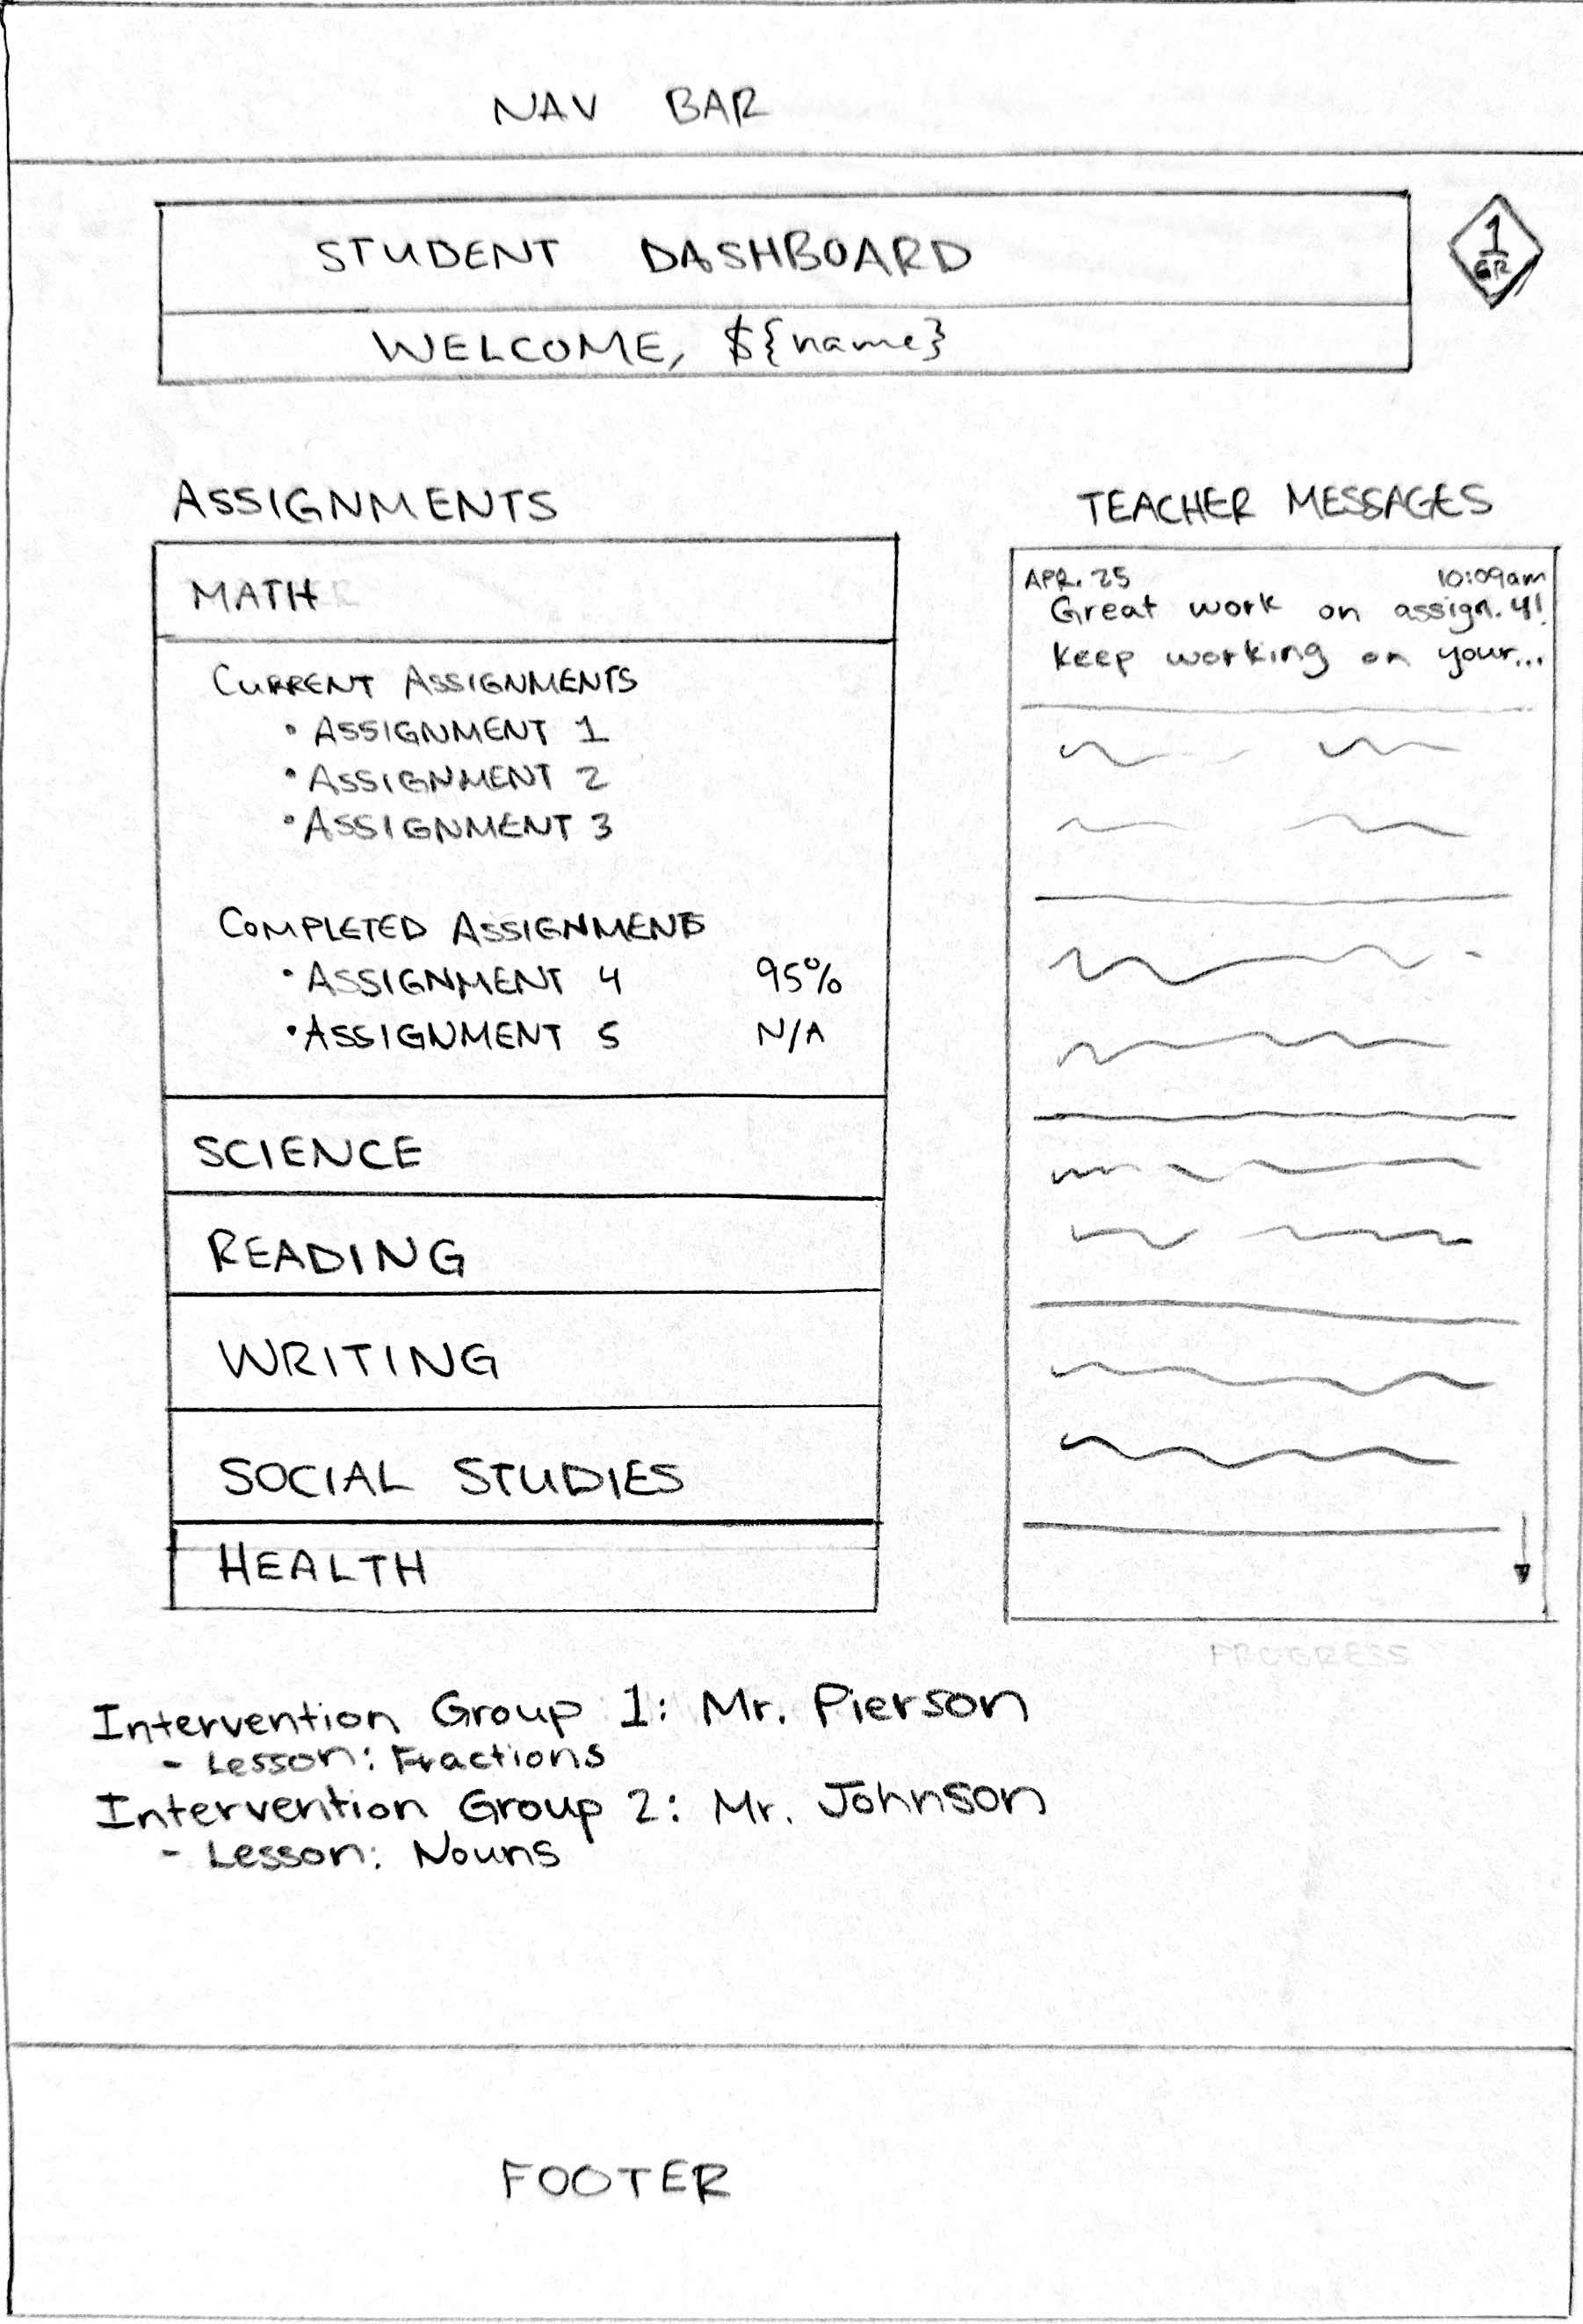 NAV BAR
STUDENT DASHBOARD
1
GR
WELCOME, ${name}
ASSIGNMENTS
MATH
CURRENT ASSIGNMENTS
• ASSIGNMENT 1
• ASSIGNMENT 2
• ASSIGNMENT 3
COMPLETED ASSIGNMENTS
• ASSIGNMENT 4 95%
• ASSIGNMENT 5 N/A
SCIENCE
READING
WRITING
SOCIAL STUDIES
HEALTH
TEACHER MESSAGES
APR. 25 10:09am
Great work on assign. 4!
Keep working on your...
PROGRESS
Intervention Group 1: Mr. Pierson
- Lesson: Fractions
Intervention Group 2: Mr. Johnson
- Lesson: Nouns
FOOTER